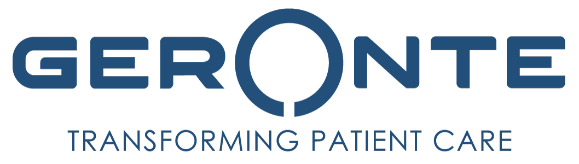 GERONTE
TRANSFORMING PATIENT CARE